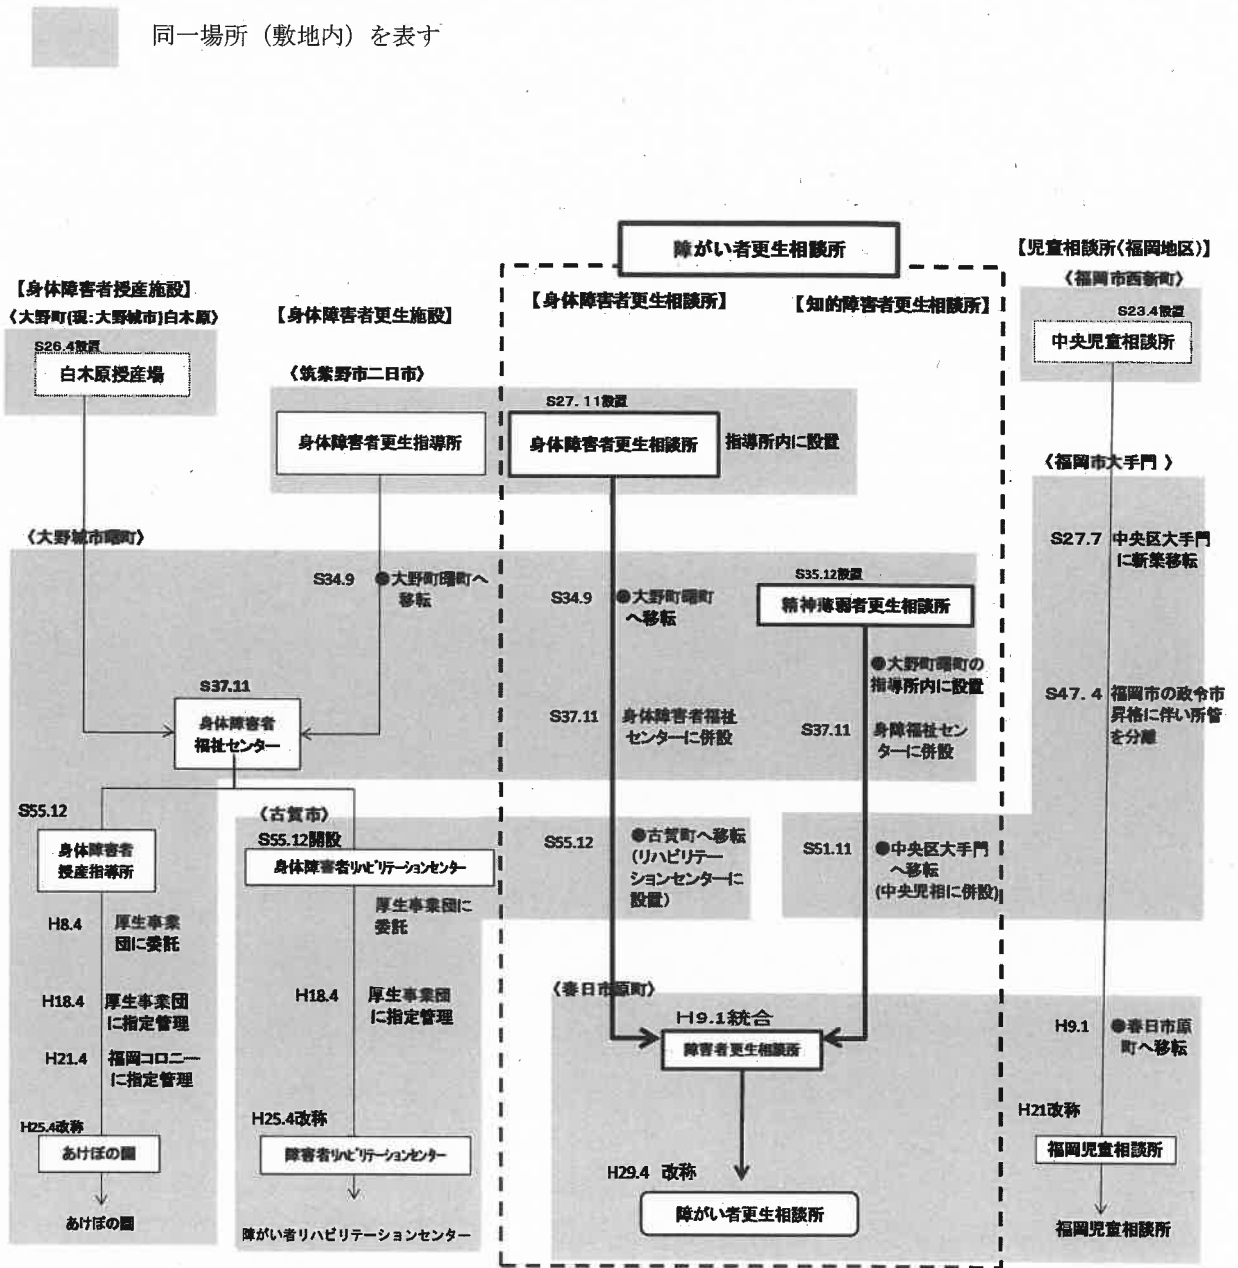 同一場所（敷地内）を表す
障がい者更生相談所
【身体障害者授産施設】
〈大野町(現:大野城市)白木原〉
S26.4設置
白木原授産場
【身体障害者更生施設】
〈筑紫野市二日市〉
身体障害者更生指導所
【身体障害者更生相談所】
S27.11設置
身体障害者更生相談所
指導所内に設置
【知的障害者更生相談所】
【児童相談所〈福岡地区〉】
〈福岡市西新町〉
S23.4設置
中央児童相談所
〈福岡市大手門 〉
S27.7 中央区大手門
に新築移転
〈大野城市曙町〉
S34.9 ●大野町曙町へ
移転
S34.9 ●大野町曙町
へ移転
S35.12設置
精神薄弱者更生相談所
●大野町曙町の
指導所内に設置
S37.11
身体障害者
福祉センター
S37.11 身体障害者福祉
センターに併設
S37.11 身障福祉セン
ターに併設
S47.4 福岡市の政令市
昇格に伴い所管
を分離
S55.12
身体障害者
授産指導所
〈古賀市〉
S55.12開設
身体障害者ﾘﾊﾋﾞﾘテｰションセンター
厚生事業団に
委託
S55.12 ●古賀町へ移転
(リハビリテー
ションセンターに
設置）
S51.11 ●中央区大手門
へ移転
(中央児相に併設)
H8.4 厚生事業
団に委託
H18.4 厚生事業団
に指定管理
H21.4 福岡コロニー
に指定管理
H25.4改称
あけぼの園
あけぼの園
H18.4 厚生事業団
に指定管理
H25.4改称
障害者ﾘﾊﾋﾞﾘテｰションセンター
障がい者リハビリテーションセンター
〈春日市原町〉
H9.1統合
障害者更生相談所
H29.4 改称
障がい者更生相談所
H9.1 ●春日市原
町へ移転
H21改称
福岡児童相談所
福岡児童相談所